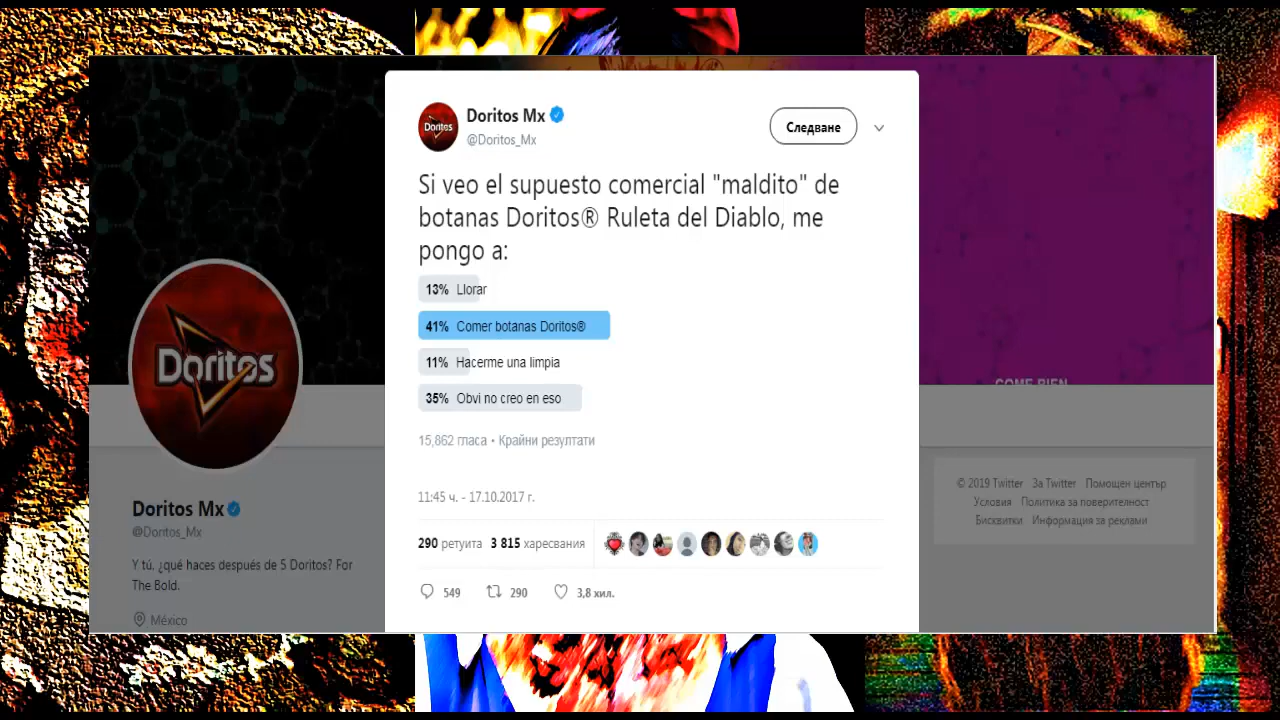 Doritos
Doritos Mx
@Doritos_Mx
Следване
Si veo el supuesto comercial "maldito" de
botanas Doritos® Ruleta del Diablo, me
pongo a:
13% Llorar
41% Comer botanas Doritos®
11% Hacerme una limpia
35% Obvi no creo en eso
15,862 гласа • Крайни резултати
11:45 ч. - 17.10.2017 г.
290 ретуита 3 815 харесвания
549 290 3,8 хил.
Doritos
Doritos Mx
@Doritos_Mx
Y tú, ¿qué haces después de 5 Doritos? For
The Bold.
México
COME BIEN
© 2019 Twitter За Twitter Помощен център
Условия Политика за поверителност
Бисквитки Информация за реклами